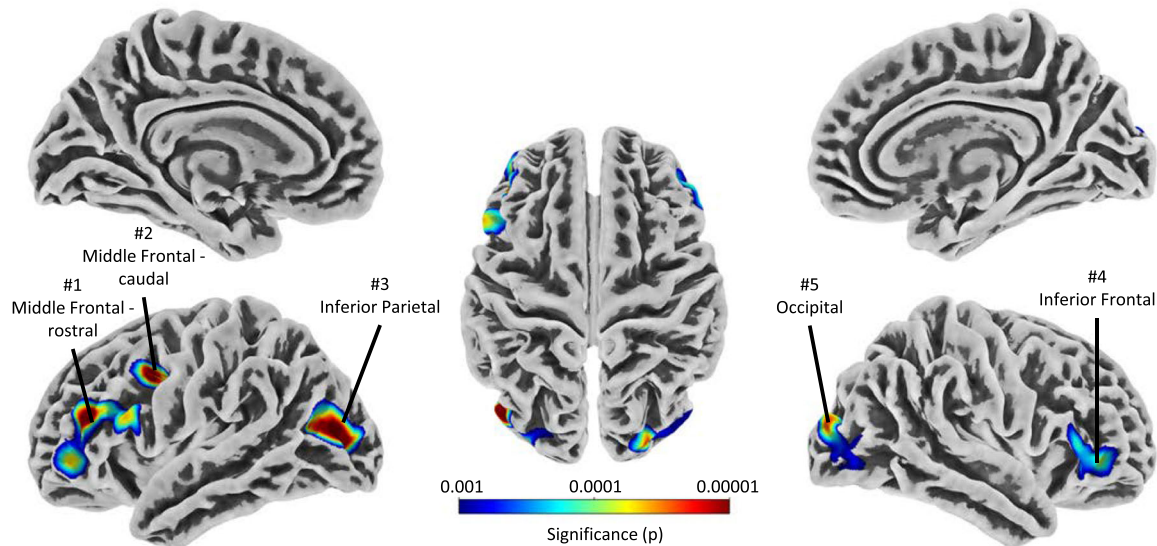 #2
Middle Frontal -
caudal
#1
Middle Frontal -
rostral
#3
Inferior Parietal
#5
Occipital
#4
Inferior Frontal
0.001 0.0001 0.00001
Significance (p)